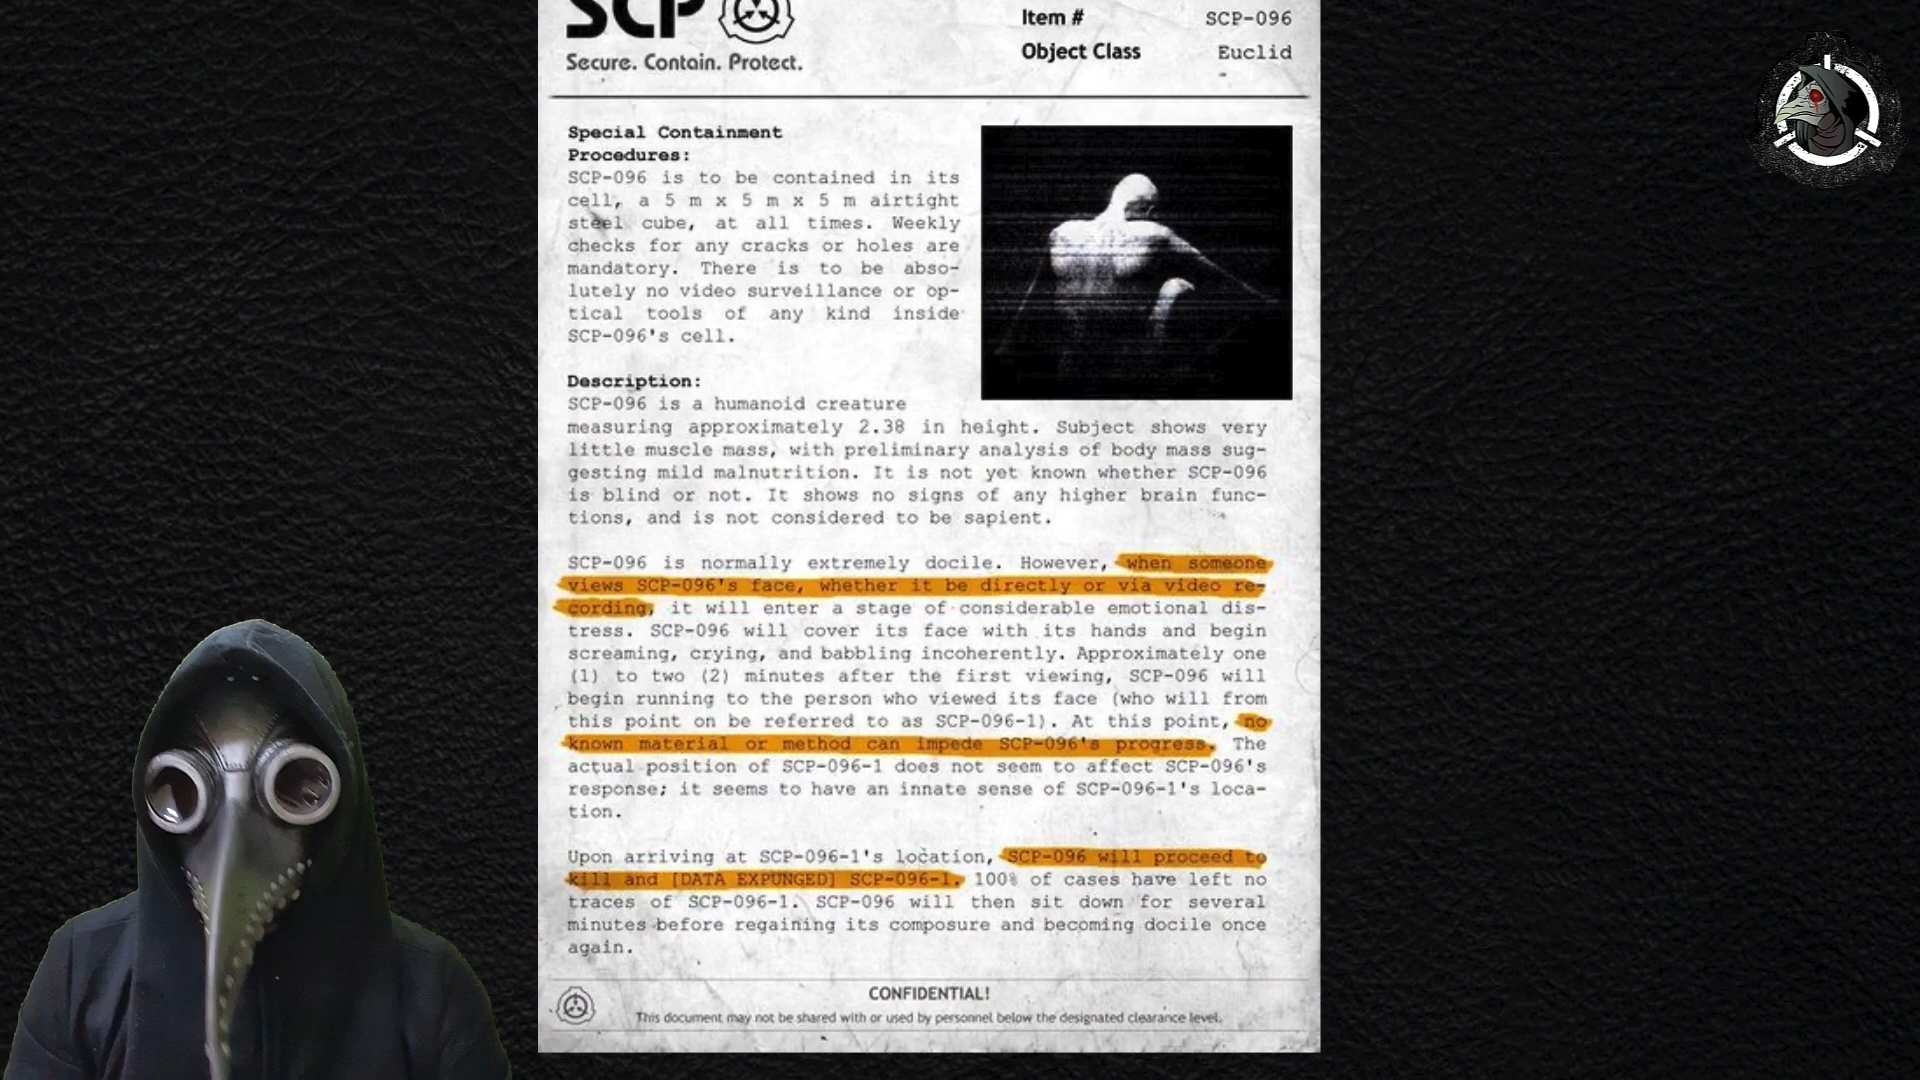 SCP
Secure. Contain. Protect.
Item # SCP-096
Object Class Euclid
Special Containment
Procedures:
SCP-096 is to be contained in its
cell, a 5 m x 5 m x 5 m airtight
steel cube, at all times. Weekly
checks for any cracks or holes are
mandatory. There is to be abso-
lutely no video surveillance or op-
tical tools of any kind inside
SCP-096's cell.
Description:
SCP-096 is a humanoid creature
measuring approximately 2.38 in height. Subject shows very
little muscle mass, with preliminary analysis of body mass sug-
gesting mild malnutrition. It is not yet known whether SCP-096
is blind or not. It shows no signs of any higher brain func-
tions, and is not considered to be sapient.
SCP-096 is normally extremely docile. However, when someone
views SCP-096's face, whether it be directly or via video re-
cording, it will enter a stage of considerable emotional dis-
tress. SCP-096 will cover its face with its hands and begin
screaming, crying, and babbling incoherently. Approximately one
(1) to two (2) minutes after the first viewing, SCP-096 will
begin running to the person who viewed its face (who will from
this point on be referred to as SCP-096-1). At this point, no
known material or method can impede SCP-096's progress. The
actual position of SCP-096-1 does not seem to affect SCP-096's
response; it seems to have an innate sense of SCP-096-1's loca-
tion.
Upon arriving at SCP-096-1's location, SCP-096 will proceed to
kill and [DATA EXPUNGED] SCP-096-1. 100% of cases have left no
traces of SCP-096-1. SCP-096 will then sit down for several
minutes before regaining its composure and becoming docile once
again.
CONFIDENTIAL!
This document may not be shared with or used by personnel below the designated clearance level.